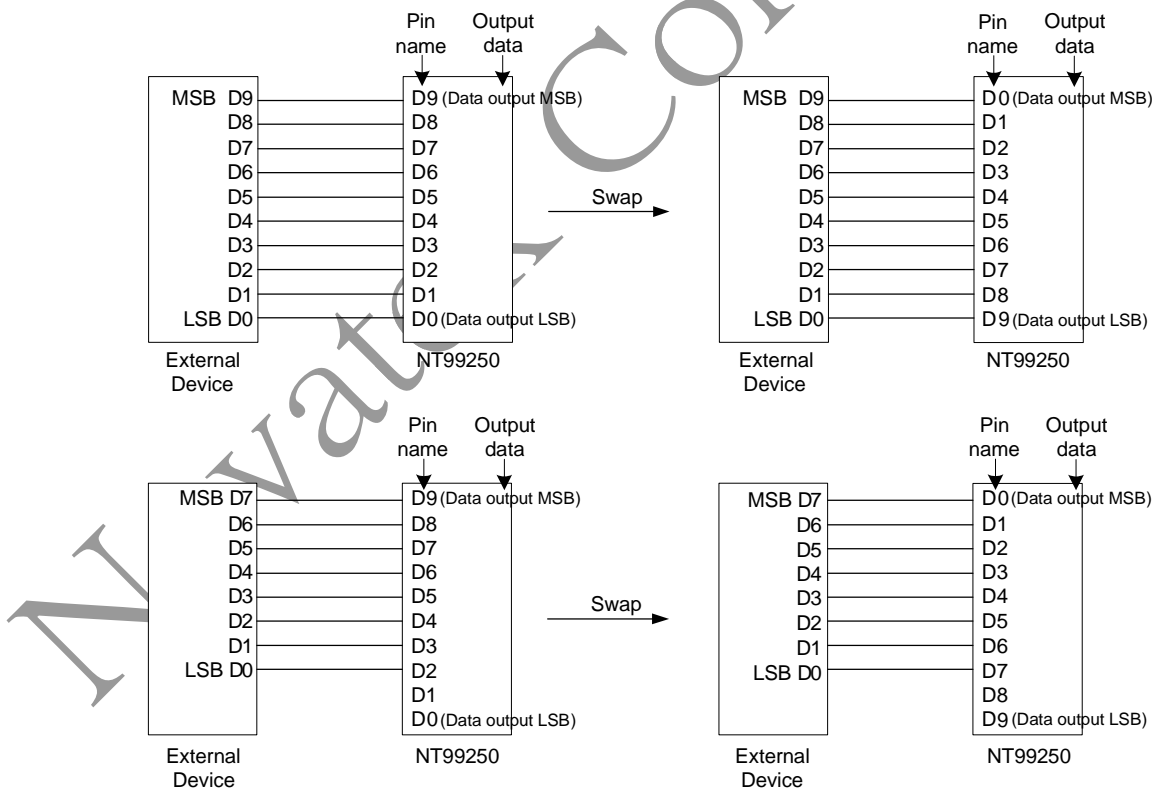 Pin name
Output data
MSB D9
D8
D7
D6
D5
D4
D3
D2
D1
LSB D0
External Device
D9 (Data output MSB)
D8
D7
D6
D5
D4
D3
D2
D1
D0 (Data output LSB)
NT99250
Swap
Pin name
Output data
MSB D9
D8
D7
D6
D5
D4
D3
D2
D1
LSB D0
External Device
D0 (Data output MSB)
D1
D2
D3
D4
D5
D6
D7
D8
D9 (Data output LSB)
NT99250
Pin name
Output data
MSB D7
D6
D5
D4
D3
D2
D1
LSB D0
External Device
D9 (Data output MSB)
D8
D7
D6
D5
D4
D3
D2
D1
D0 (Data output LSB)
NT99250
Swap
Pin name
Output data
MSB D7
D6
D5
D4
D3
D2
D1
LSB D0
External Device
D0 (Data output MSB)
D1
D2
D3
D4
D5
D6
D7
D8
D9 (Data output LSB)
NT99250